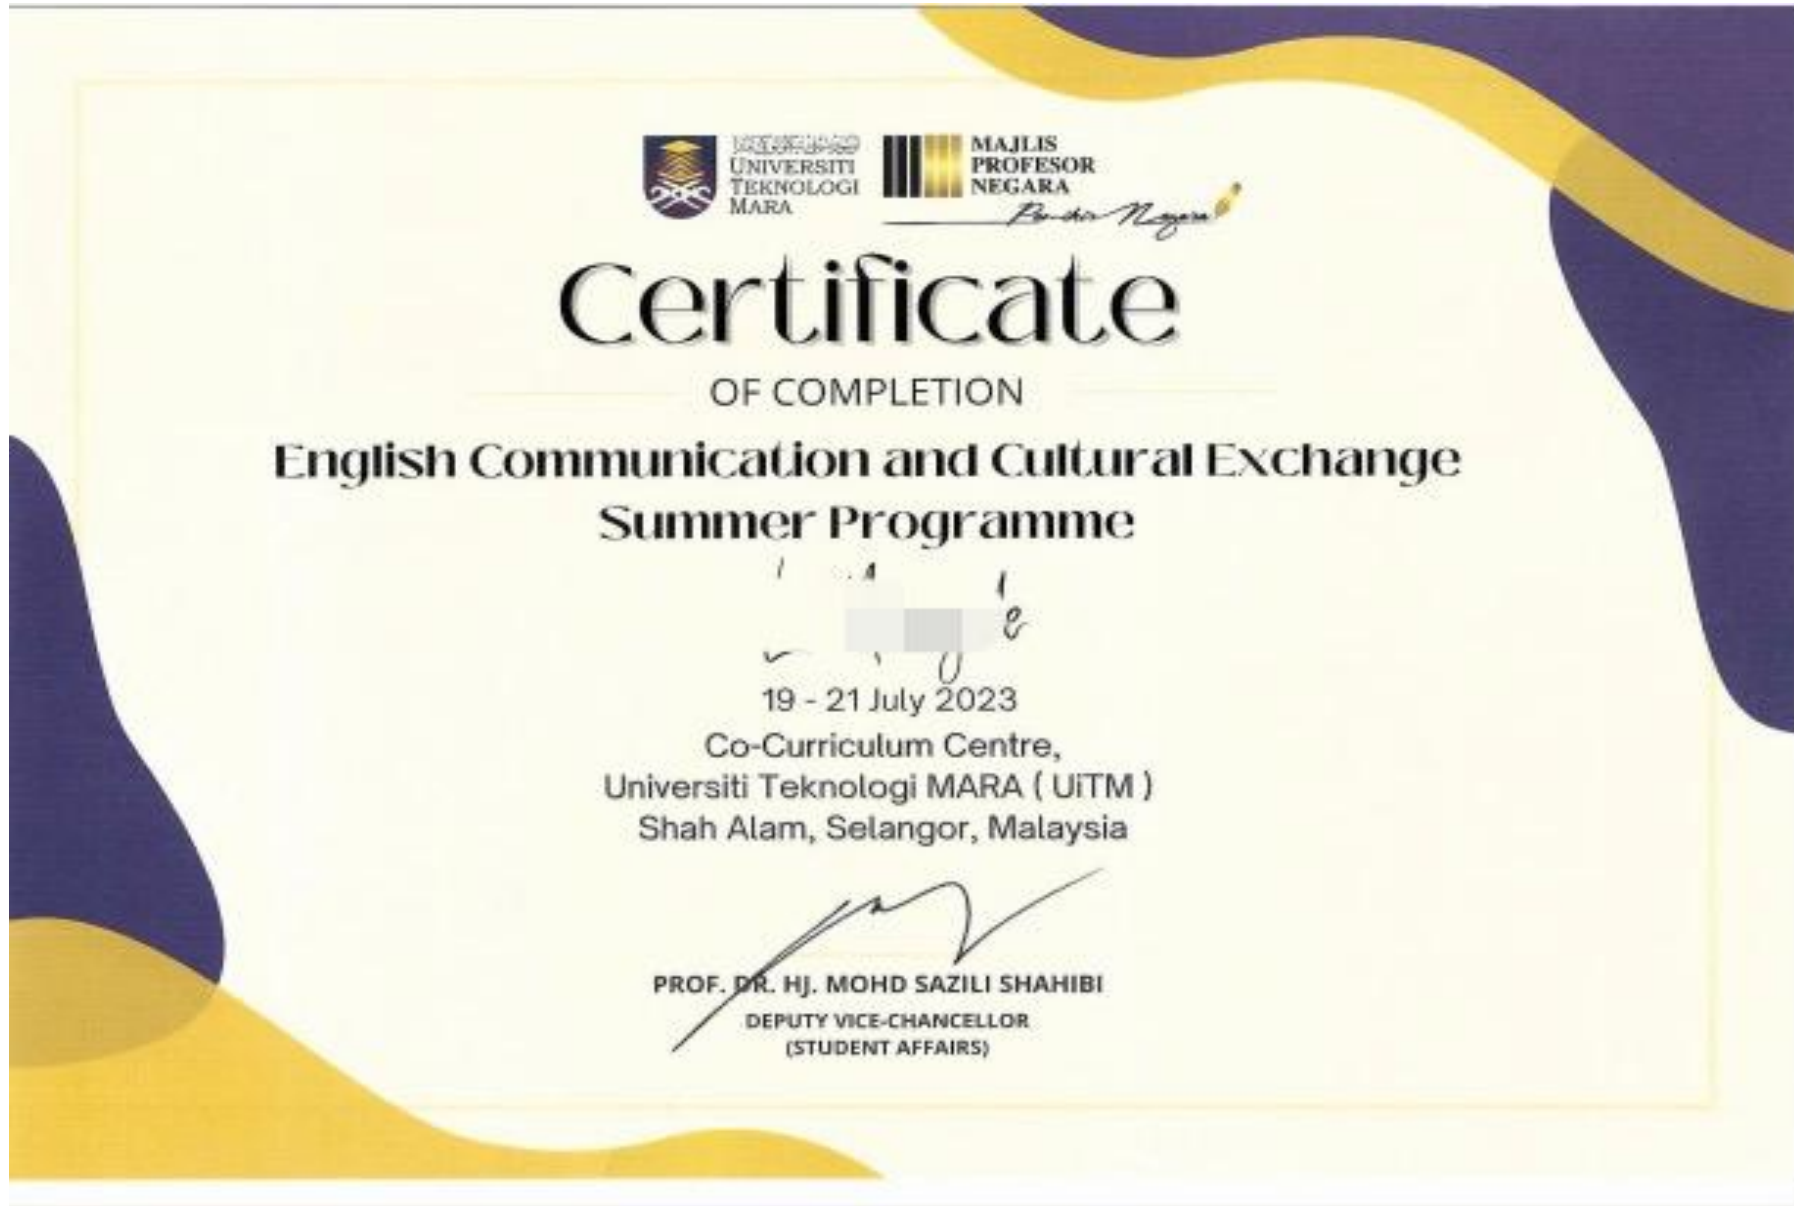 UNIVERSITI
TEKNOLOGI
MARA
MAJLIS
PROFESOR
NEGARA
Certificate
OF COMPLETION
English Communication and Cultural Exchange
Summer Programme
19 - 21 July 2023
Co-Curriculum Centre,
Universiti Teknologi MARA ( UiTM )
Shah Alam, Selangor, Malaysia
PROF. DR. HJ. MOHD SAZILI SHAHIBI
DEPUTY VICE-CHANCELLOR
(STUDENT AFFAIRS)